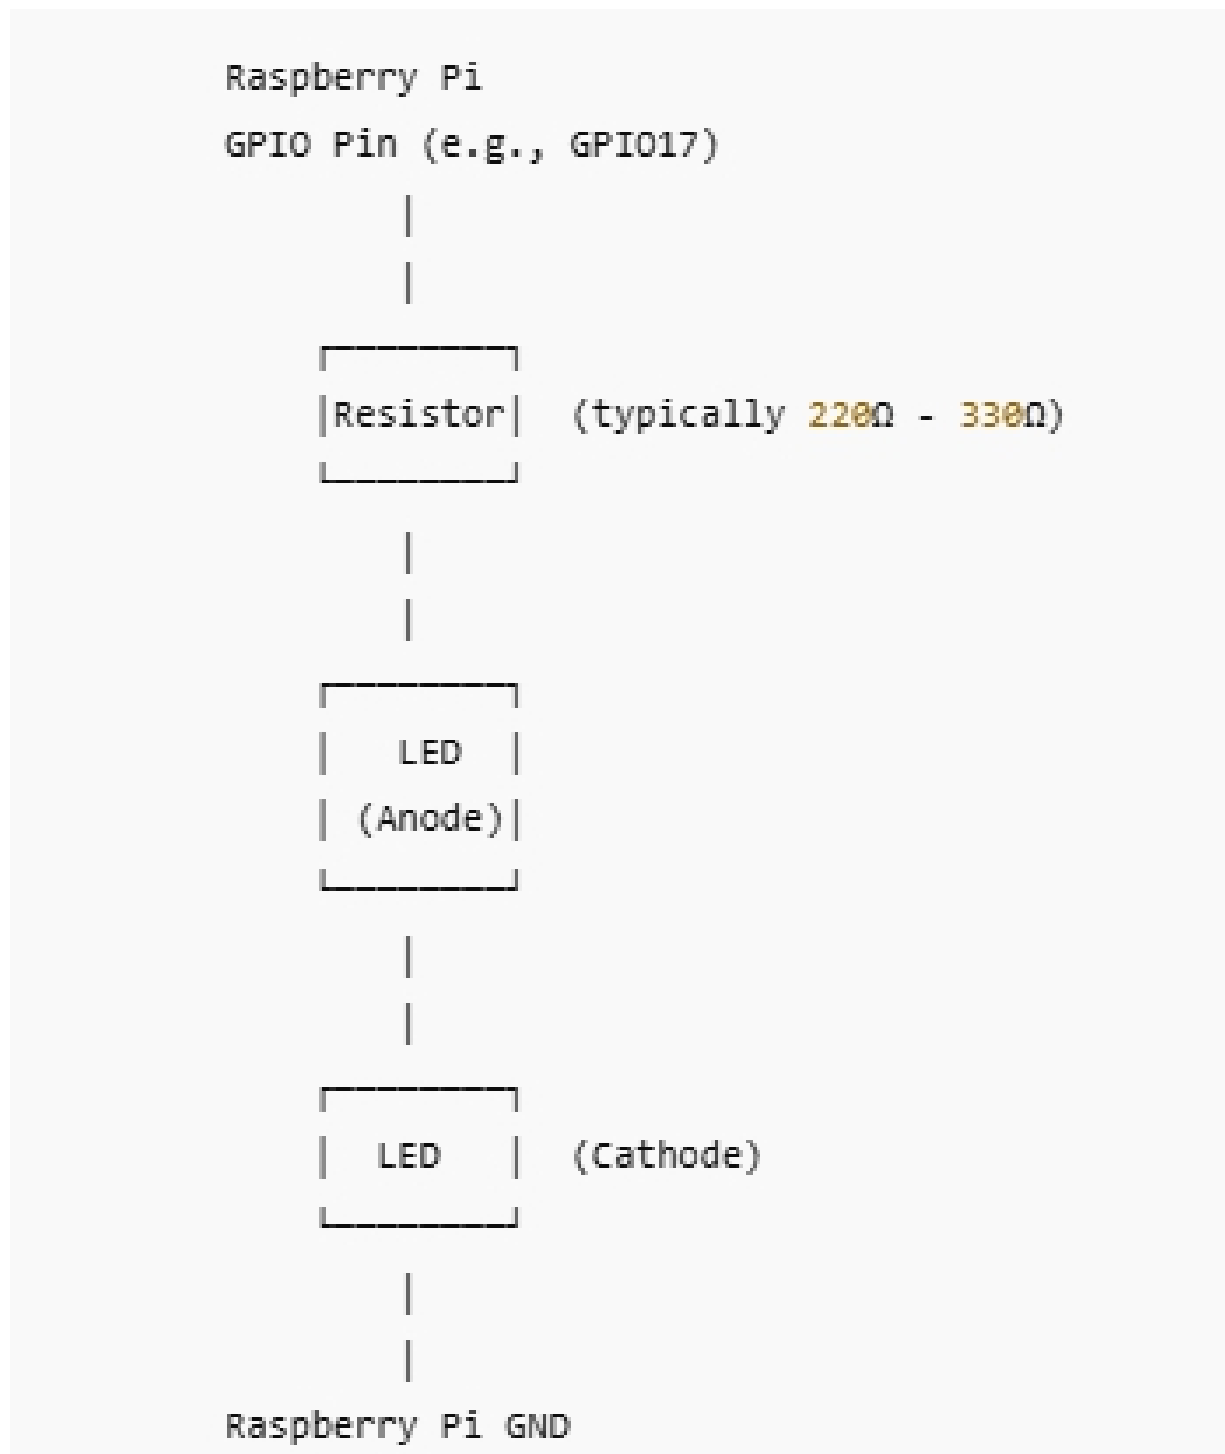 Raspberry Pi
GPIO Pin (e.g., GPIO17)
Resistor (typically 220Ω - 330Ω)
LED
(Anode)
LED (Cathode)
Raspberry Pi GND